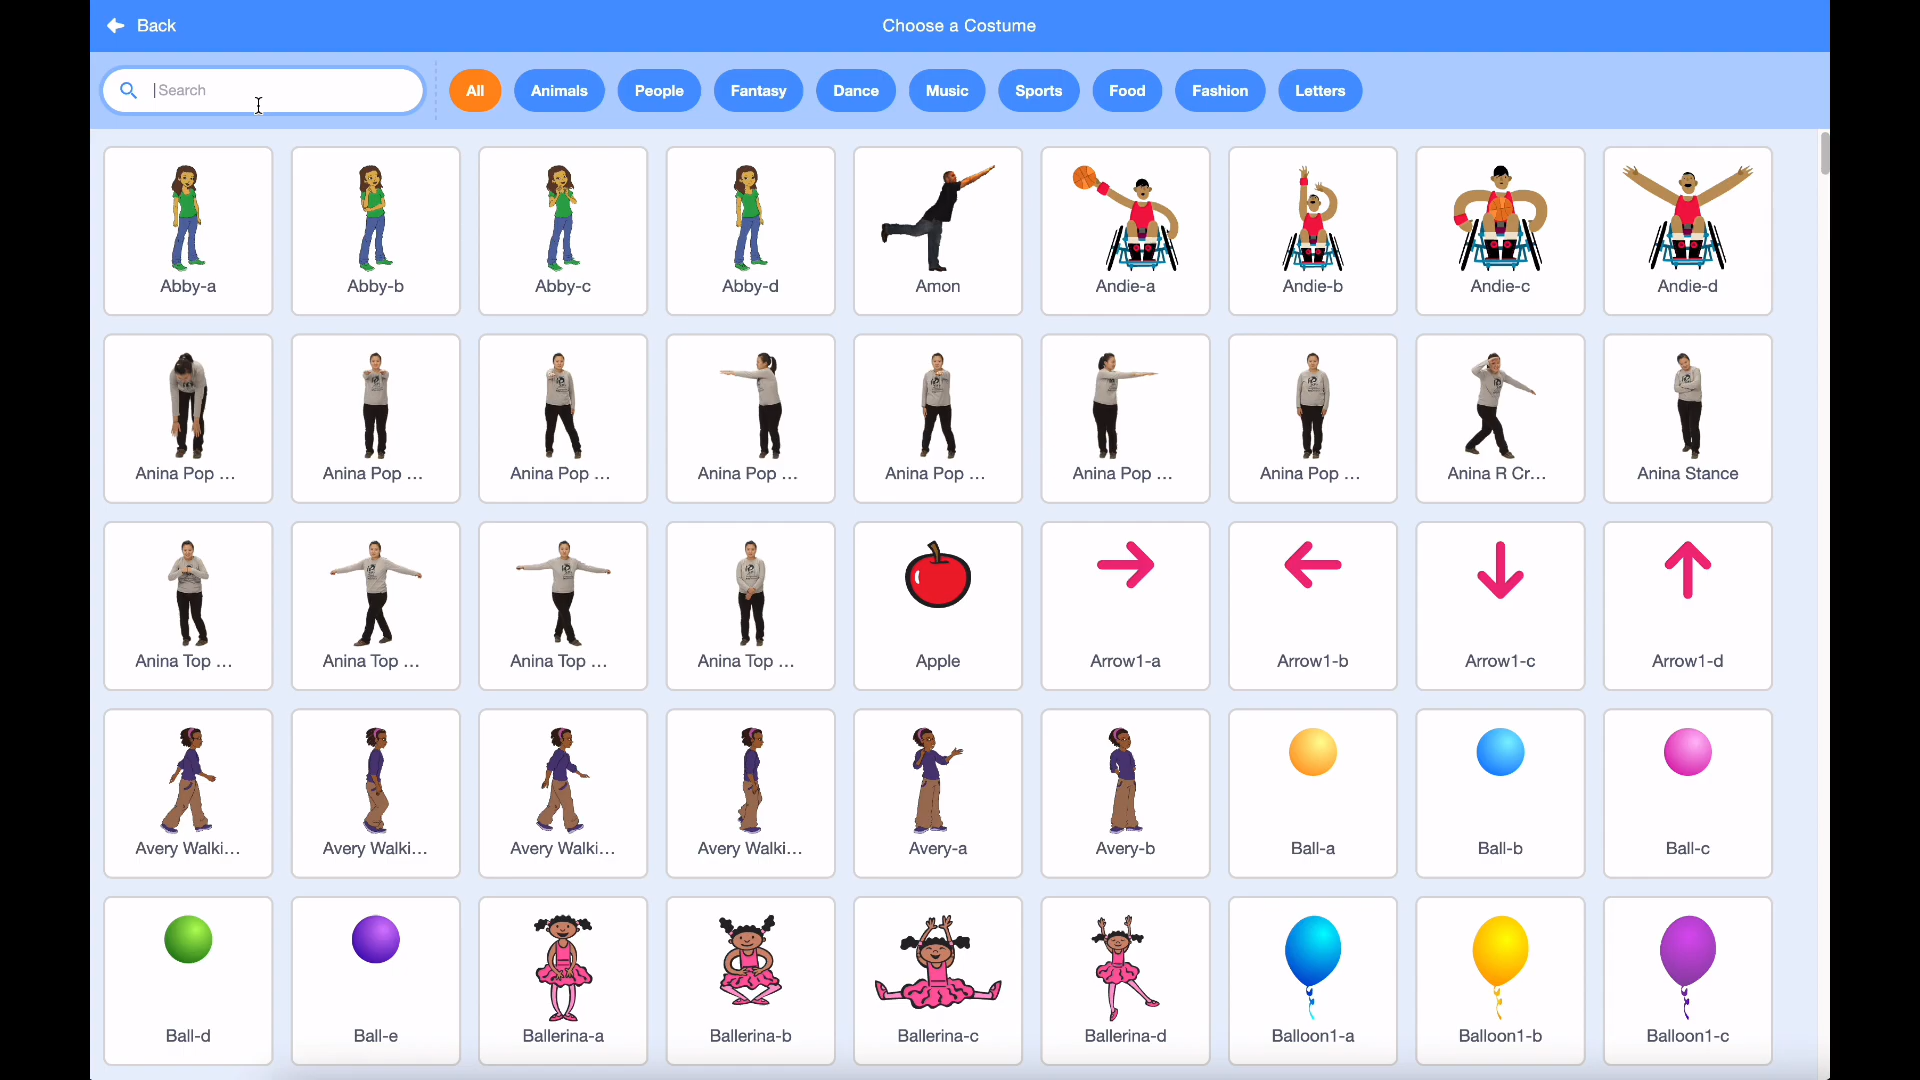 Back
Choose a Costume
Search
All
Animals
People
Fantasy
Dance
Music
Sports
Food
Fashion
Letters
Abby-a
Abby-b
Abby-c
Abby-d
Amon
Andie-a
Andie-b
Andie-c
Andie-d
Anina Pop ...
Anina Pop ...
Anina Pop ...
Anina Pop ...
Anina Pop ...
Anina Pop ...
Anina Pop ...
Anina R Cr...
Anina Stance
Anina Top ...
Anina Top ...
Anina Top ...
Anina Top ...
Apple
Arrow1-a
Arrow1-b
Arrow1-c
Arrow1-d
Avery Walki...
Avery Walki...
Avery Walki...
Avery Walki...
Avery-a
Avery-b
Ball-a
Ball-b
Ball-c
Ball-d
Ball-e
Ballerina-a
Ballerina-b
Ballerina-c
Ballerina-d
Balloon1-a
Balloon1-b
Balloon1-c